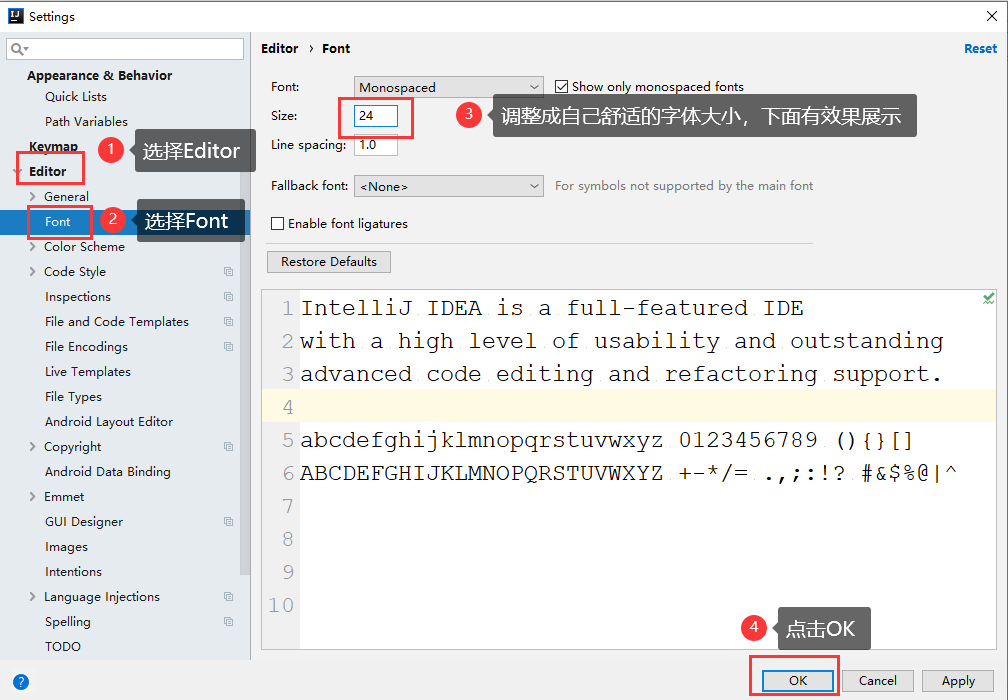 Settings
Appearance & Behavior
Quick Lists
Path Variables
Keymap
1 选择Editor
Editor
General
Font
2 选择Font
Color Scheme
Code Style
Inspections
File and Code Templates
File Encodings
Live Templates
File Types
Android Layout Editor
Copyright
Android Data Binding
Emmet
GUI Designer
Images
Intentions
Language Injections
Spelling
TODO
Editor › Font
Reset
Font: Monospaced Show only monospaced fonts
Size: 24
3 调整成自己舒适的字体大小，下面有效果展示
Line spacing: 1.0
Fallback font: <None> For symbols not supported by the main font
Enable font ligatures
Restore Defaults
1 IntelliJ IDEA is a full-featured IDE
2 with a high level of usability and outstanding
3 advanced code editing and refactoring support.
4
5 abcdefghijklmnopqrstuvwxyz 0123456789 (){}[]
6 ABCDEFGHIJKLMNOPQRSTUVWXYZ +-*/= .,;:!? #&$%@|^
7
8
9
10
4 点击OK
? OK Cancel Apply